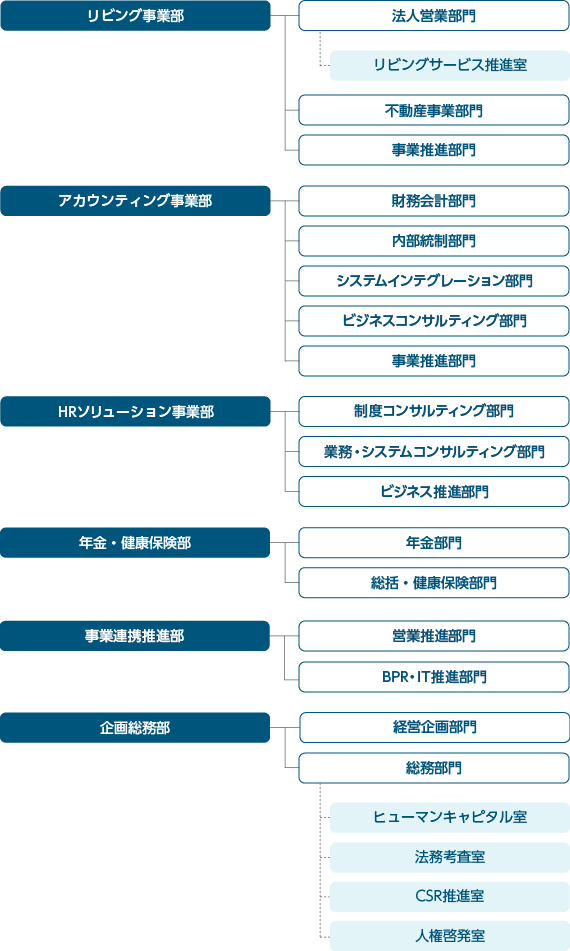 リビング事業部
法人営業部門
リビングサービス推進室
不動産事業部門
事業推進部門
アカウンティング事業部
財務会計部門
内部統制部門
システムインテグレーション部門
ビジネスコンサルティング部門
事業推進部門
HRソリューション事業部
制度コンサルティング部門
業務・システムコンサルティング部門
ビジネス推進部門
年金・健康保険部
年金部門
総括・健康保険部門
事業連携推進部
営業推進部門
BPR・IT推進部門
企画総務部
経営企画部門
総務部門
ヒューマンキャピタル室
法務考査室
CSR推進室
人権啓発室